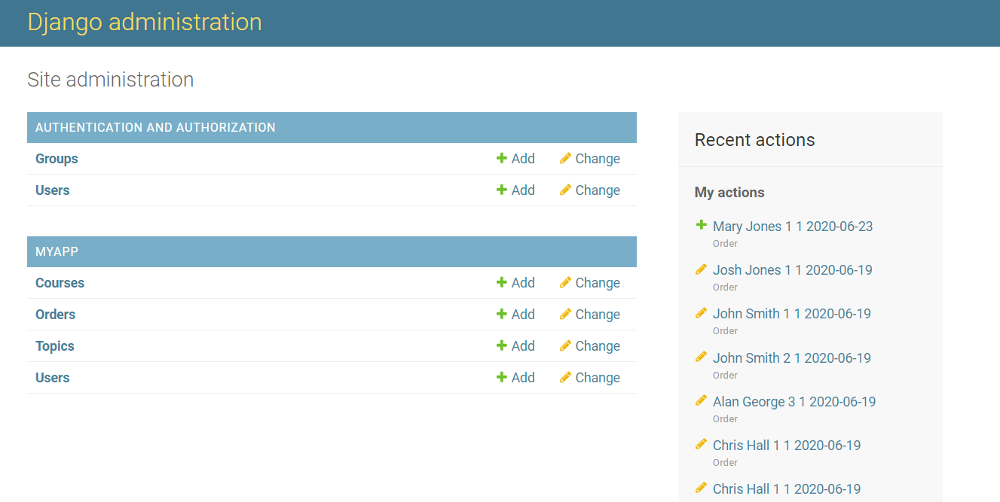 Django administration
Site administration
AUTHENTICATION AND AUTHORIZATION
Groups Add Change
Users Add Change
MYAPP
Courses Add Change
Orders Add Change
Topics Add Change
Users Add Change
Recent actions
My actions
Mary Jones 1 1 2020-06-23
Order
Josh Jones 1 1 2020-06-19
Order
John Smith 1 1 2020-06-19
Order
John Smith 2 1 2020-06-19
Order
Alan George 3 1 2020-06-19
Order
Chris Hall 1 1 2020-06-19
Order
Chris Hall 1 1 2020-06-19